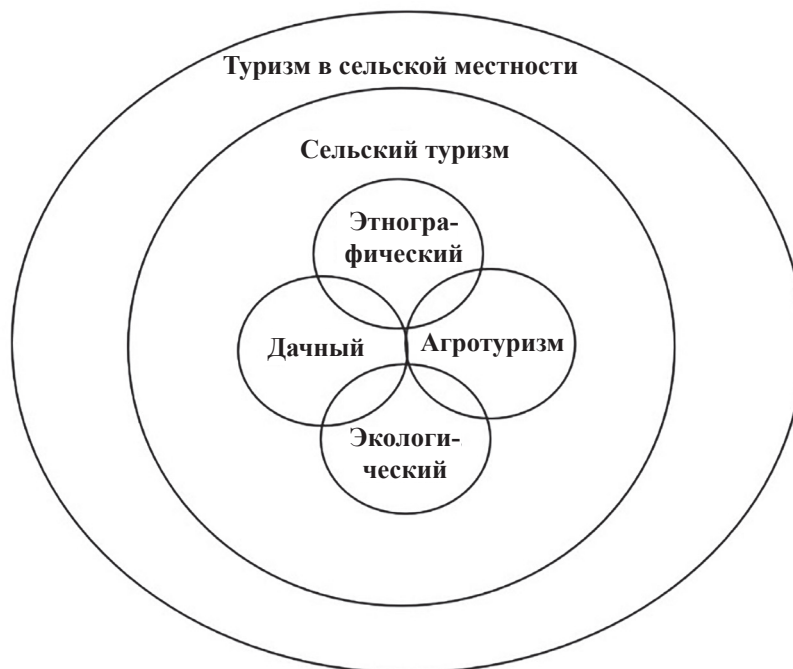 Туризм в сельской местности
Сельский туризм
Этногра-
фический
Дачный
Агротуризм
Экологи-
ческий